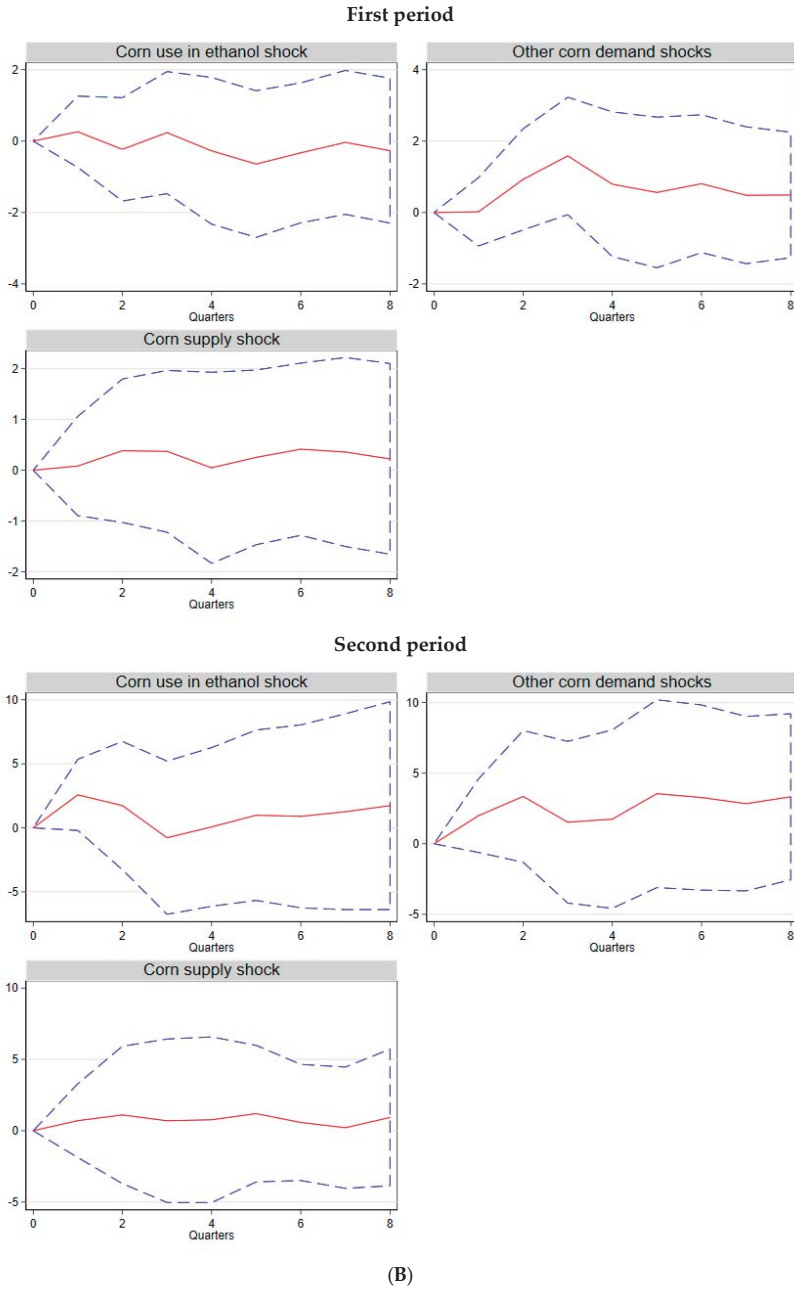 First period
Corn use in ethanol shock
Other corn demand shocks
2
0
-2
-4
0 2 4 6 8
Quarters
4
2
0
-2
0 2 4 6 8
Quarters
Corn supply shock
2
1
0
-1
-2
0 2 4 6 8
Quarters
Second period
Corn use in ethanol shock
Other corn demand shocks
10
5
0
-5
0 2 4 6 8
Quarters
10
5
0
-5
0 2 4 6 8
Quarters
Corn supply shock
10
5
0
-5
0 2 4 6 8
Quarters
(B)